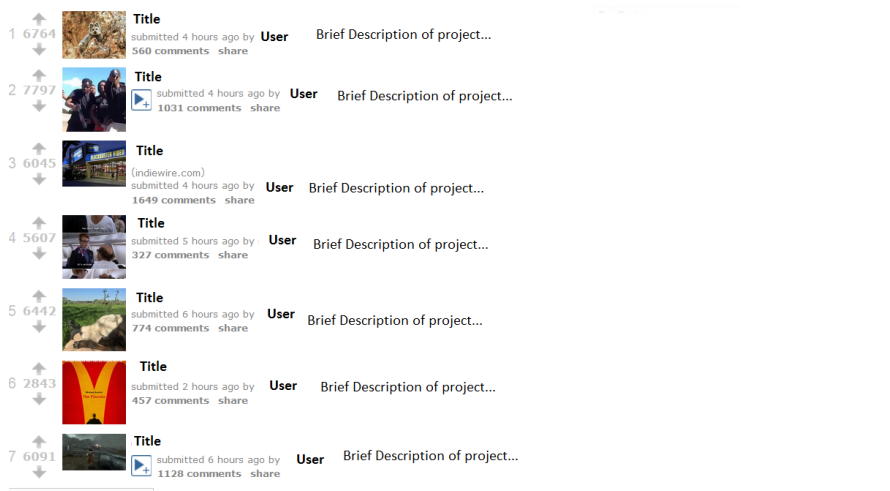 Title
1 6764 submitted 4 hours ago by User Brief Description of project...
560 comments share
Title
2 7797 submitted 4 hours ago by User Brief Description of project...
1031 comments share
Title
3 6045
(indiewire.com)
submitted 4 hours ago by User Brief Description of project...
1649 comments share
Title
4 5607 submitted 5 hours ago by User Brief Description of project...
327 comments share
Title
5 6442 submitted 6 hours ago by User Brief Description of project...
774 comments share
Title
6 2843 submitted 2 hours ago by User Brief Description of project...
457 comments share
Title
7 6091 submitted 6 hours ago by User Brief Description of project...
1128 comments share